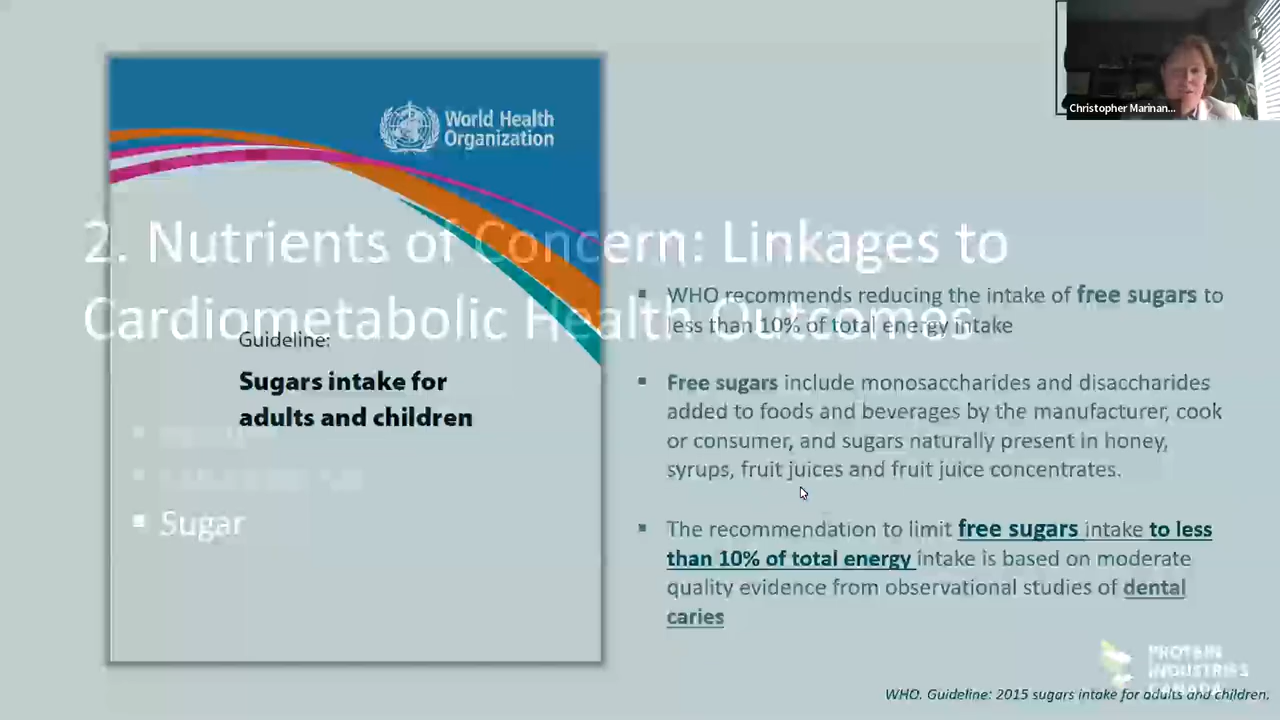 Christopher Marinan...
World Health
Organization
2. Nutrients of Concern: Linkages to
Cardiometabolic Health Outcomes
Guideline:
Sugars intake for
adults and children
▪ Sugar
▪ WHO recommends reducing the intake of free sugars to
less than 10% of total energy intake
▪ Free sugars include monosaccharides and disaccharides
added to foods and beverages by the manufacturer, cook
or consumer, and sugars naturally present in honey,
syrups, fruit juices and fruit juice concentrates.
▪ The recommendation to limit free sugars intake to less
than 10% of total energy intake is based on moderate
quality evidence from observational studies of dental
caries
PROTEIN
INDUSTRIES
CANADA
WHO. Guideline: 2015 sugars intake for adults and children.